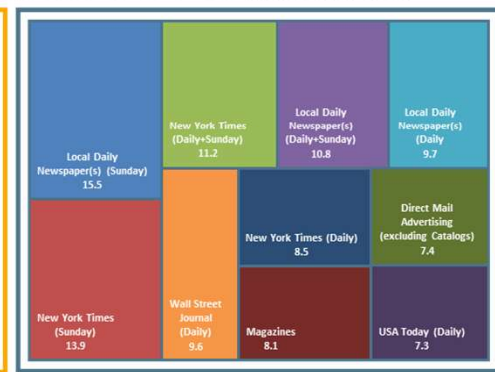 Local Daily
Newspaper(s) (Sunday)
15.5
New York Times
(Daily+Sunday)
11.2
Local Daily
Newspaper(s)
(Daily+Sunday)
10.8
Local Daily
Newspaper(s)
(Daily
9.7
New York Times
(Sunday)
13.9
Wall Street
Journal
(Daily)
9.6
New York Times (Daily)
8.5
Direct Mail
Advertising
(excluding Catalogs)
7.4
Magazines
8.1
USA Today (Daily)
7.3